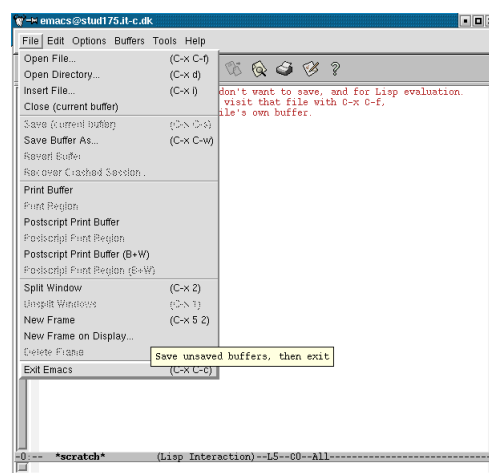 emacs@stud175.it-c.dk
File Edit Options Buffers Tools Help
Open File... (C-x C-f)
Open Directory... (C-x d)
Insert File... (C-x i)
Close (current buffer)
Save (current buffer) (C-x C-s)
Save Buffer As... (C-x C-w)
Revert Buffer
Recover Crashed Session .
Print Buffer
Print Region
Postscript Print Buffer
Postscript Print Region
Postscript Print Buffer (B+W)
Postscript Print Region (B+W)
Split Window (C-x 2)
Unsplit Windows (C-x 1)
New Frame (C-x 5 2)
New Frame on Display...
Delete Frame
Exit Emacs (C-x C-c)
Save unsaved buffers, then exit
don't want to save, and for Lisp evaluation.
visit that file with C-x C-f,
ile's own buffer.
-0:-- *scratch* (Lisp Interaction)--L5--C0--All--------------------------